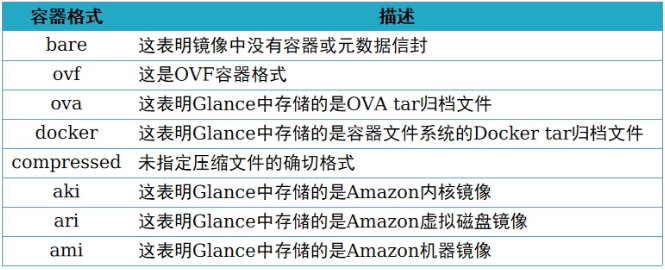 容器格式 描述
bare 这表明镜像中没有容器或元数据信封
ovf 这是OVF容器格式
ova 这表明Glance中存储的是OVA tar归档文件
docker 这表明Glance中存储的是容器文件系统的Docker tar归档文件
compressed 未指定压缩文件的确切格式
aki 这表明Glance中存储的是Amazon内核镜像
ari 这表明Glance中存储的是Amazon虚拟磁盘镜像
ami 这表明Glance中存储的是Amazon机器镜像